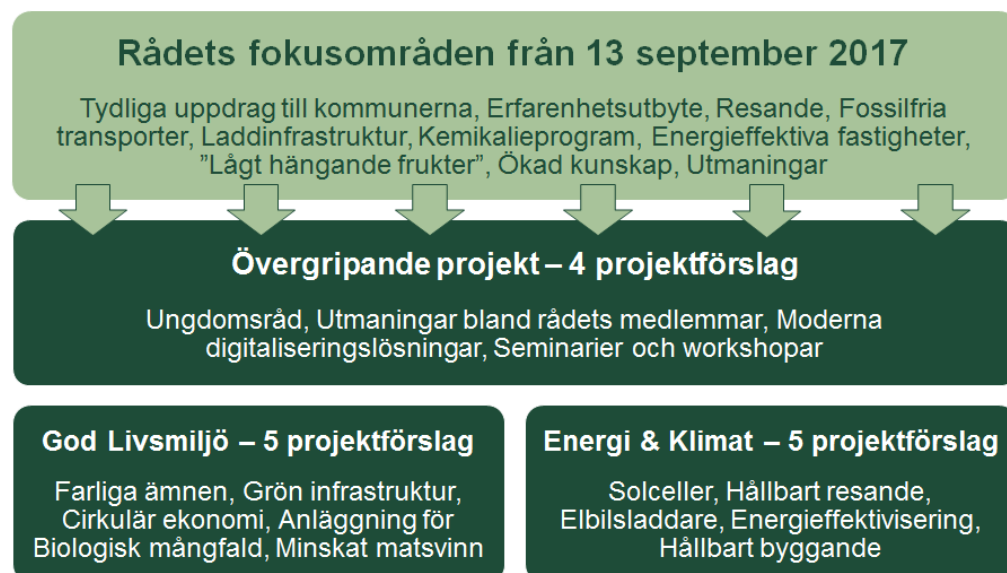 Rådets fokusområden från 13 september 2017
Tydliga uppdrag till kommunerna, Erfarenhetsutbyte, Resande, Fossilfria
transporter, Laddinfrastruktur, Kemikalieprogram, Energieffektiva fastigheter,
”Lågt hängande frukter”, Ökad kunskap, Utmaningar
Övergripande projekt – 4 projektförslag
Ungdomsråd, Utmaningar bland rådets medlemmar, Moderna
digitaliseringslösningar, Seminarier och workshopar
God Livsmiljö – 5 projektförslag
Farliga ämnen, Grön infrastruktur,
Cirkulär ekonomi, Anläggning för
Biologisk mångfald, Minskat matsvinn
Energi & Klimat – 5 projektförslag
Solceller, Hållbart resande,
Elbilsladdare, Energieffektivisering,
Hållbart byggande